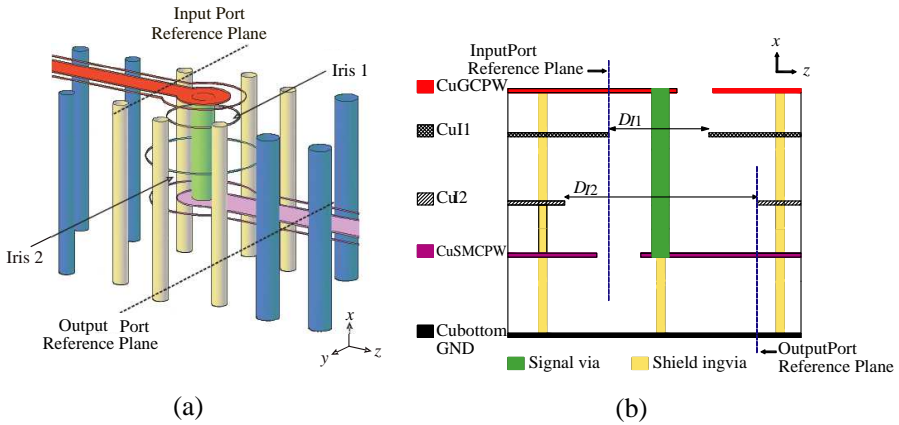 Input Port
Reference Plane
Iris 1
Iris 2
Output Port
Reference Plane
x
y
z
(a)
InputPort
Reference Plane
x
z
CuGCPW
CuI1
DI1
CuI2
DI2
CuSMCPW
Cubottom
GND
Signal via
Shield ingvia
OutputPort
Reference Plane
(b)